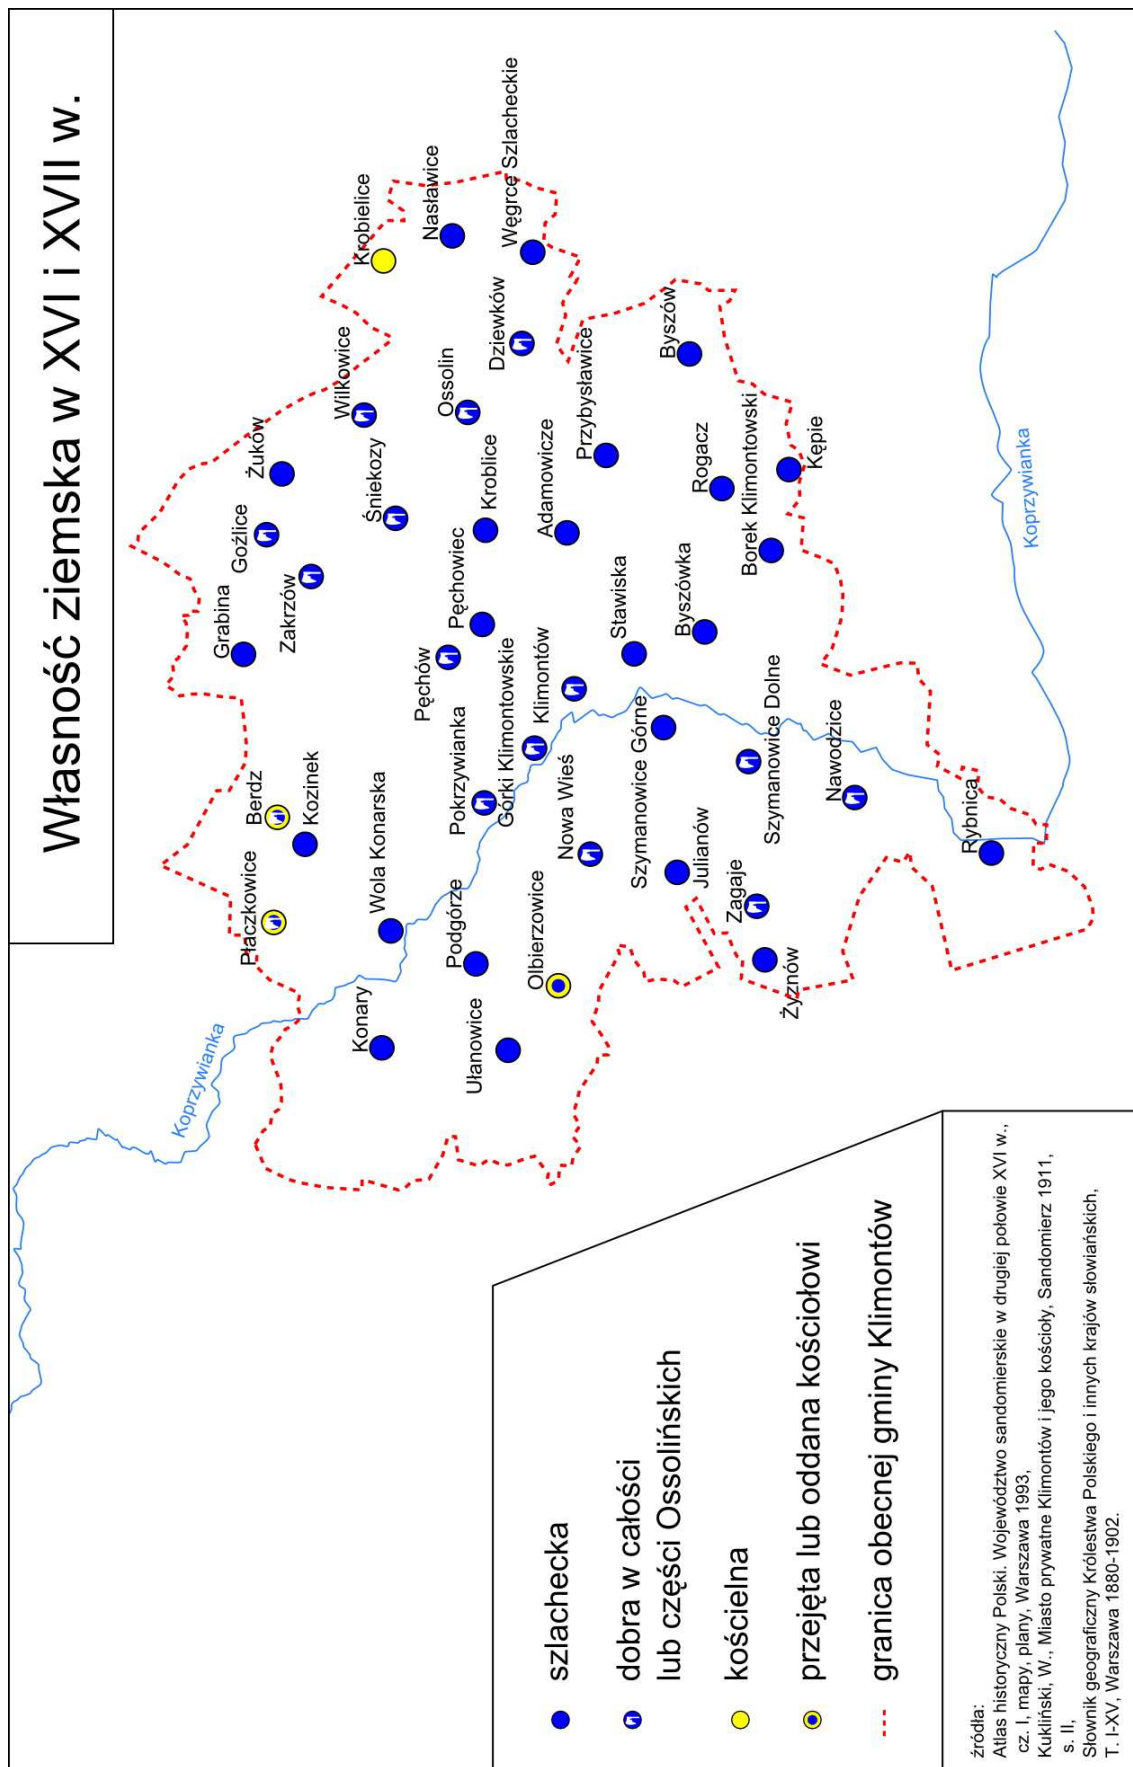 Własność ziemska w XVI i XVII w.
Koprzywianka
Płaczkowice
Berdz
Kozinek
Grabina
Goźlice
Zakrzów
Żuków
Wilkowice
Krobielice
Śniekozy
Nasławice
Konary
Wola Konarska
Pęchów
Pęchowiec
Kroblice
Ossolin
Dziewków
Węgrce Szlacheckie
Podgórze
Pokrzywianka
Górki Klimontowskie
Klimontów
Adamowicze
Przybysławice
Ułanowice
Olbierzowice
Nowa Wieś
Stawiska
Byszów
Szymanowice Górne
Byszówka
Rogacz
Julianów
Borek Klimontowski
Kępie
Zagaje
Szymanowice Dolne
Żyznów
Nawodzice
Rybnica
Koprzywianka
szlachecka
dobra w całości
lub części Ossolińskich
kościelna
przejęta lub oddana kościołowi
granica obecnej gminy Klimontów
źródła:
Atlas historyczny Polski. Województwo sandomierskie w drugiej połowie XVI w.,
cz. I, mapy, plany, Warszawa 1993,
Kukliński, W., Miasto prywatne Klimontów i jego kościoły, Sandomierz 1911,
s. II,
Słownik geograficzny Królestwa Polskiego i innych krajów słowiańskich,
T. I-XV, Warszawa 1880-1902.